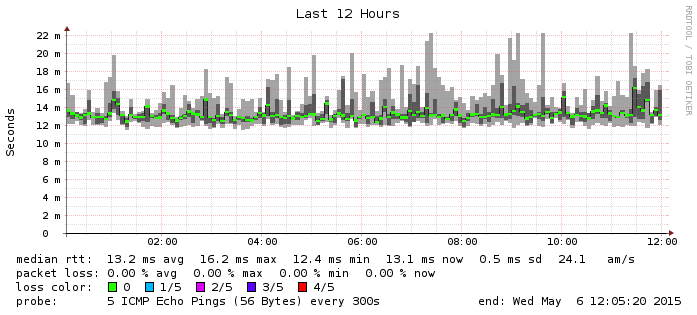 Last 12 Hours
RRDTOOL / TOBI OETIKER
Seconds
22 m
20 m
18 m
16 m
14 m
12 m
10 m
8 m
6 m
4 m
2 m
0
02:00 04:00 06:00 08:00 10:00 12:00
median rtt: 13.2 ms avg 16.2 ms max 12.4 ms min 13.1 ms now 0.5 ms sd 24.1 am/s
packet loss: 0.00 % avg 0.00 % max 0.00 % min 0.00 % now
loss color: 0 1/5 2/5 3/5 4/5
probe: 5 ICMP Echo Pings (56 Bytes) every 300s end: Wed May 6 12:05:20 2015